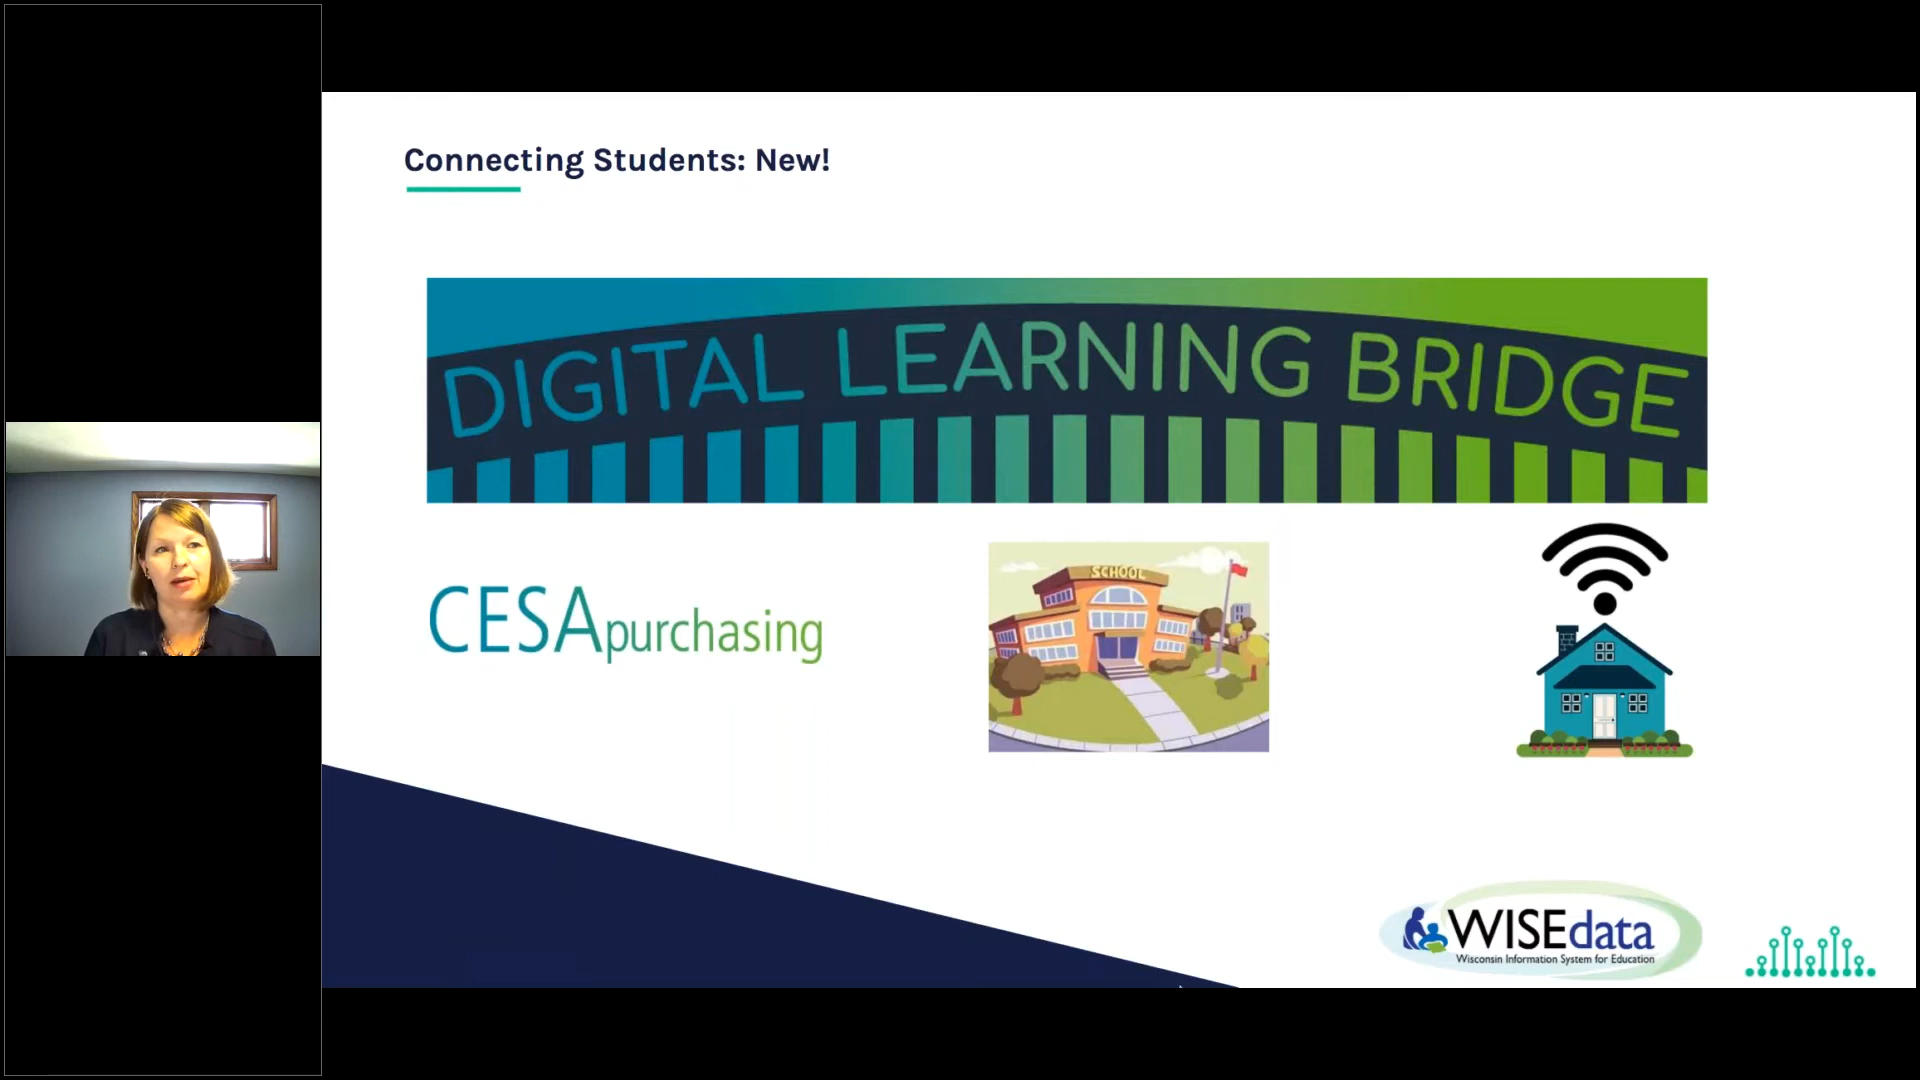 Connecting Students: New!
DIGITAL LEARNING BRIDGE
CESApurchasing
SCHOOL
WISEdata
Wisconsin Information System for Education